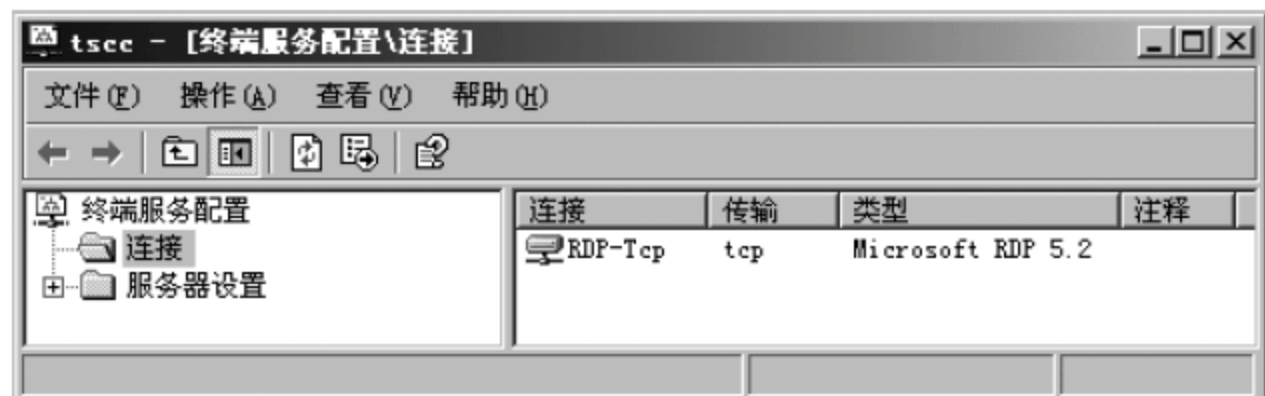 tscc - [终端服务配置\连接]
文件(F) 操作(A) 查看(V) 帮助(H)
终端服务配置
连接
服务器设置
连接 传输 类型 注释
RDP-Tcp tcp Microsoft RDP 5.2